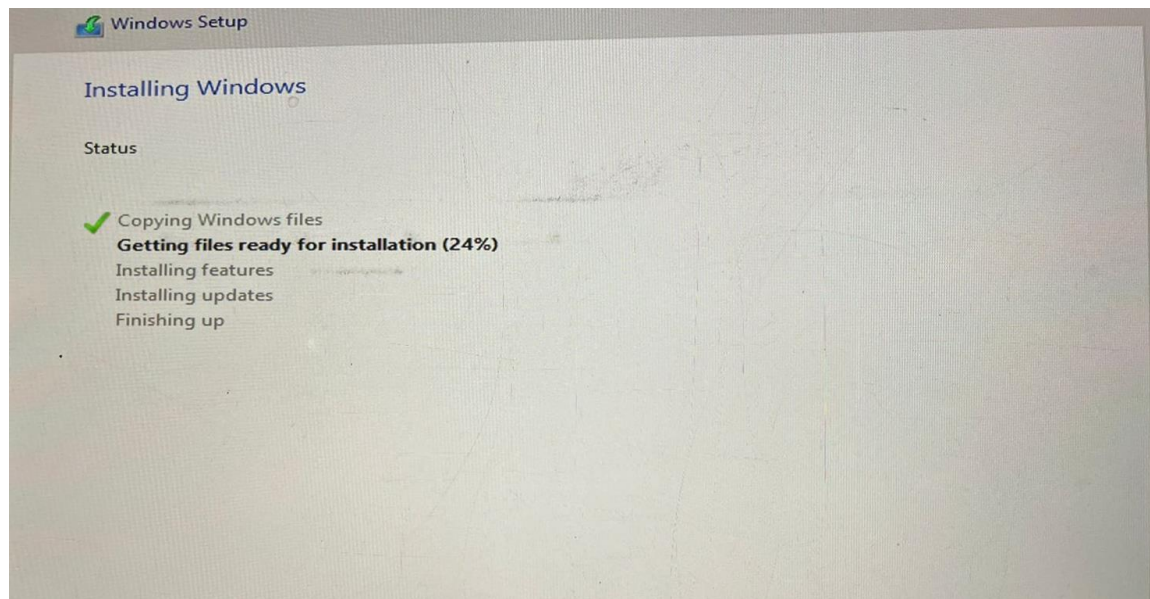 Windows Setup
Installing Windows
Status
Copying Windows files
Getting files ready for installation (24%)
Installing features
Installing updates
Finishing up